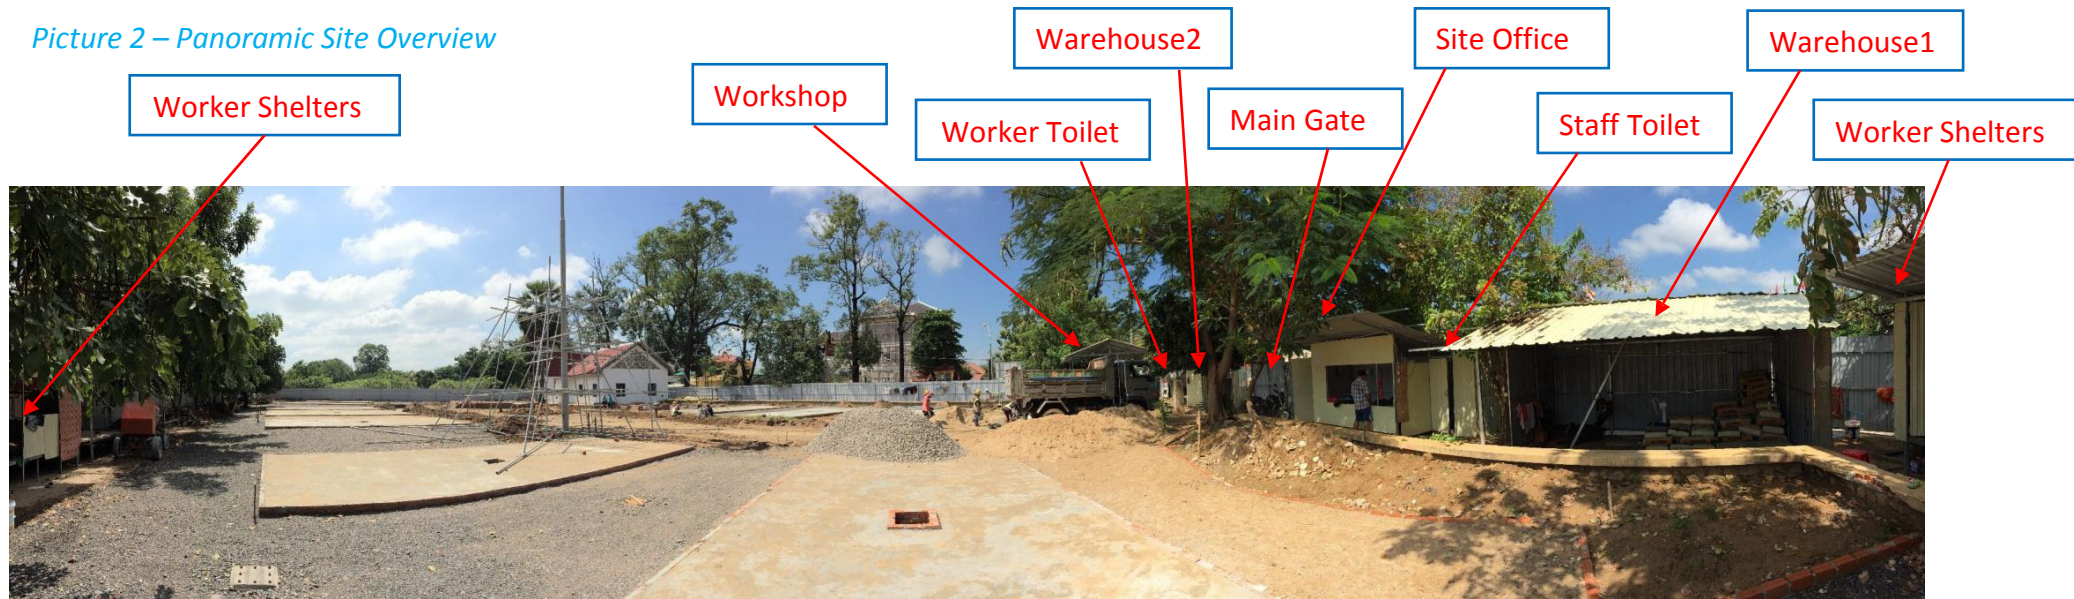 Picture 2 – Panoramic Site Overview
Worker Shelters
Workshop
Worker Toilet
Warehouse2
Main Gate
Site Office
Staff Toilet
Warehouse1
Worker Shelters